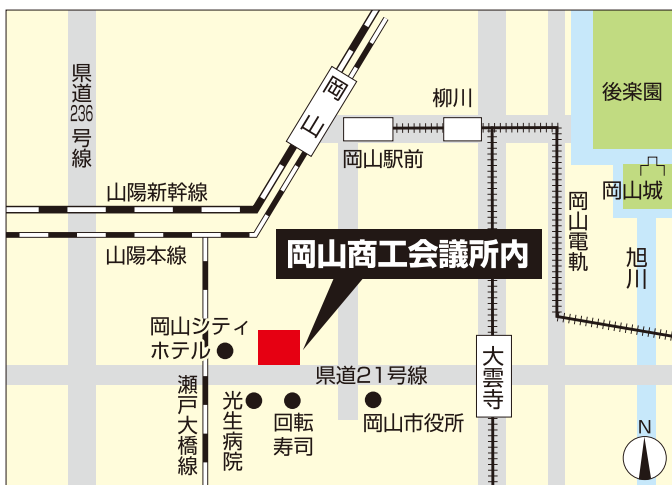 県道
236
号線
岡山
柳川
後楽園
岡山駅前
岡山城
山陽新幹線
岡山電軌
山陽本線
岡山商工会議所内
旭川
岡山シティ
ホテル
大雲寺
県道21号線
瀬戸大橋線
光生病院
回転
寿司
岡山市役所
N